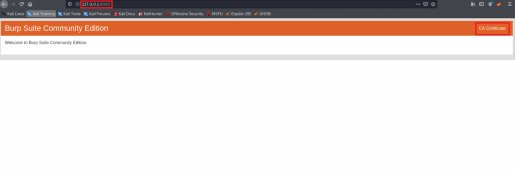 127.0.0.1:8080
Kali Linux Kali Training Kali Tools Kali Forums Kali Docs NetHunter Offensive Security MSFU Exploit-DB GHDB
Burp Suite Community Edition
CA Certificate
Welcome to Burp Suite Community Edition.